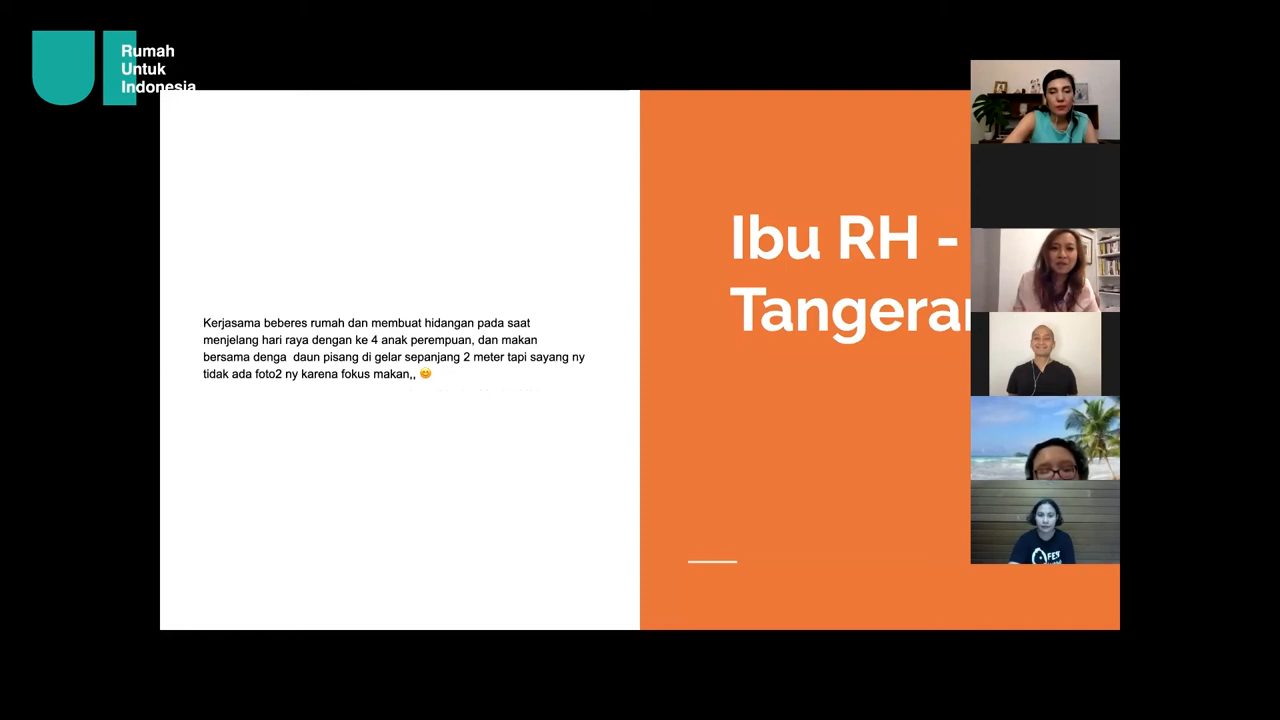 Rumah
Untuk
Indonesia
Kerjasama beberes rumah dan membuat hidangan pada saat
menjelang hari raya dengan ke 4 anak perempuan, dan makan
bersama denga  daun pisang di gelar sepanjang 2 meter tapi sayang ny
tidak ada foto2 ny karena fokus makan,, 😊
Ibu RH -